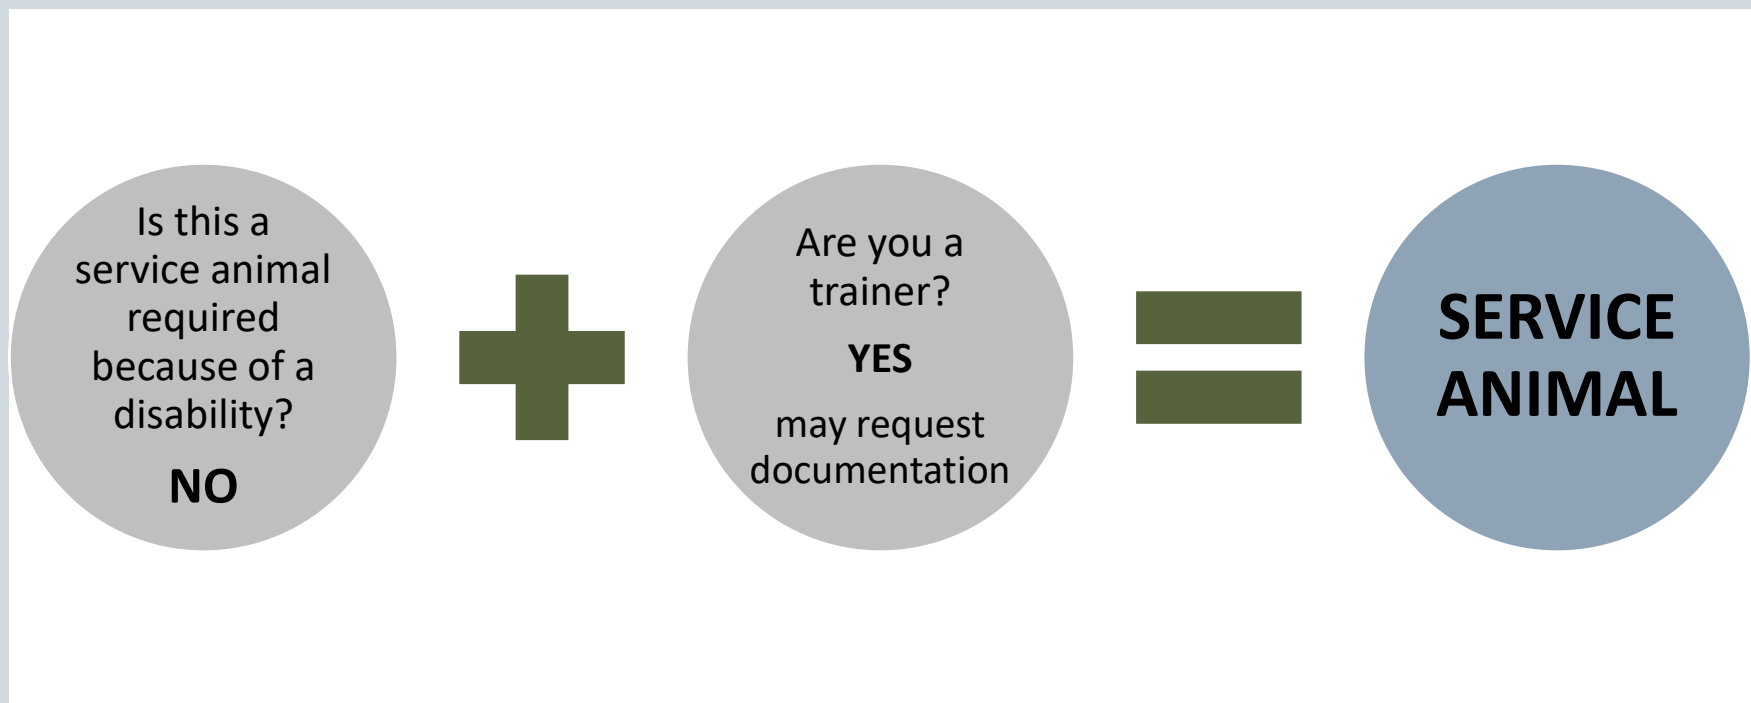 Is this a
service animal
required
because of a
disability?
NO
Are you a
trainer?
YES
may request
documentation
SERVICE
ANIMAL